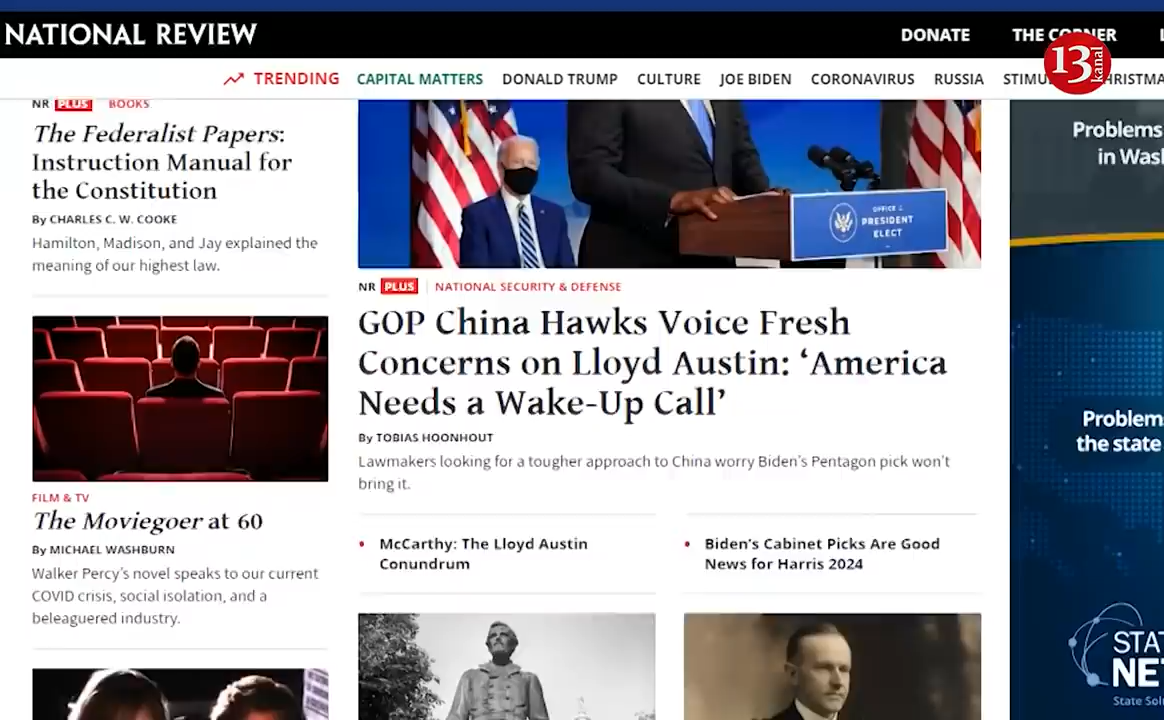 NATIONAL REVIEW
DONATE
THE CORNER
13 kanal
TRENDING
CAPITAL MATTERS
DONALD TRUMP
CULTURE
JOE BIDEN
CORONAVIRUS
RUSSIA
NR PLUS BOOKS
The Federalist Papers:
Instruction Manual for
the Constitution
By CHARLES C. W. COOKE
Hamilton, Madison, and Jay explained the
meaning of our highest law.
FILM & TV
The Moviegoer at 60
By MICHAEL WASHBURN
Walker Percy's novel speaks to our current
COVID crisis, social isolation, and a
beleaguered industry.
OFFICE of the
PRESIDENT
ELECT
NR PLUS NATIONAL SECURITY & DEFENSE
GOP China Hawks Voice Fresh
Concerns on Lloyd Austin: ‘America
Needs a Wake-Up Call’
By TOBIAS HOONHOUT
Lawmakers looking for a tougher approach to China worry Biden's Pentagon pick won't
bring it.
• McCarthy: The Lloyd Austin
Conundrum
• Biden's Cabinet Picks Are Good
News for Harris 2024
Problems
in Wash
Problem
the state
STAT
NE
State Sol